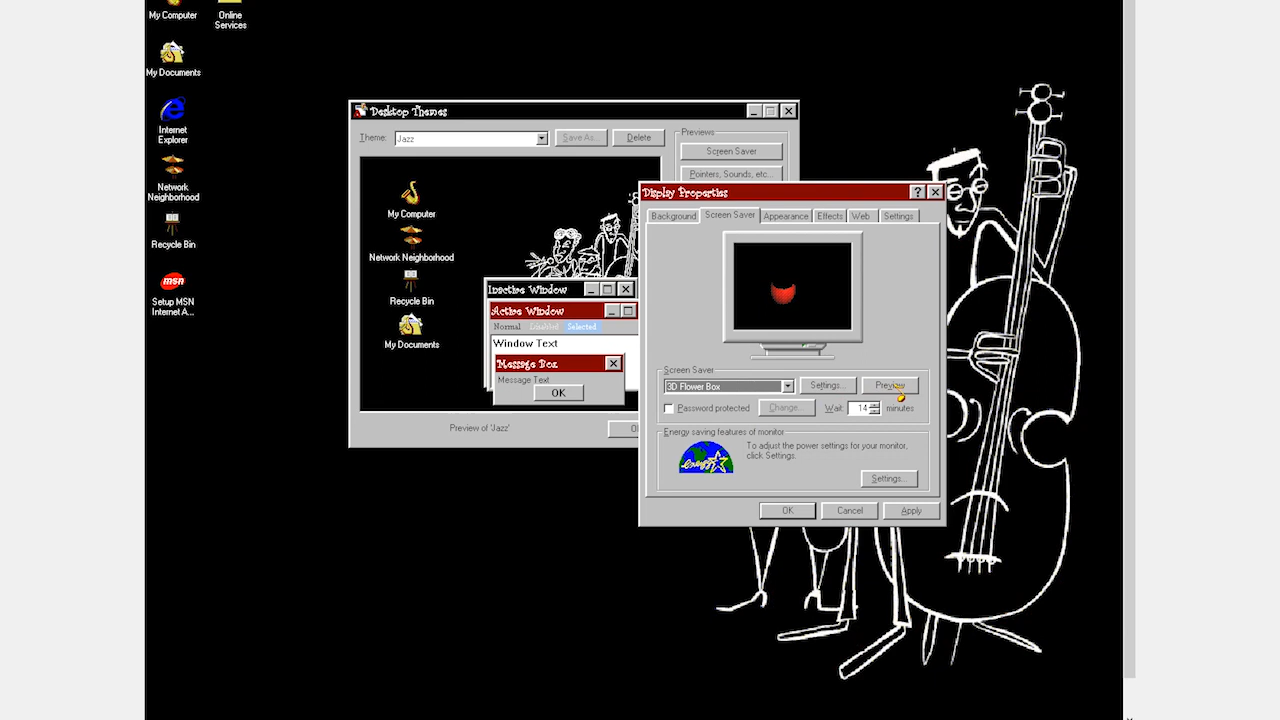 My Computer
Online
Services
My Documents
Internet
Explorer
Network
Neighborhood
Recycle Bin
msn
Setup MSN
Internet A...
Desktop Themes
Theme:
Jazz
Save As...
Delete
Previews
Screen Saver
Pointers, Sounds, etc...
My Computer
Network Neighborhood
Recycle Bin
My Documents
Inactive Window
Active Window
Normal Disabled Selected
Window Text
Message Box
Message Text
OK
Preview of 'Jazz'
Display Properties
Background Screen Saver Appearance Effects Web Settings
Screen Saver
3D Flower Box
Settings...
Preview
Password protected
Change...
Wait: 14 minutes
Energy saving features of monitor
To adjust the power settings for your monitor,
click Settings.
Settings...
OK
Cancel
Apply